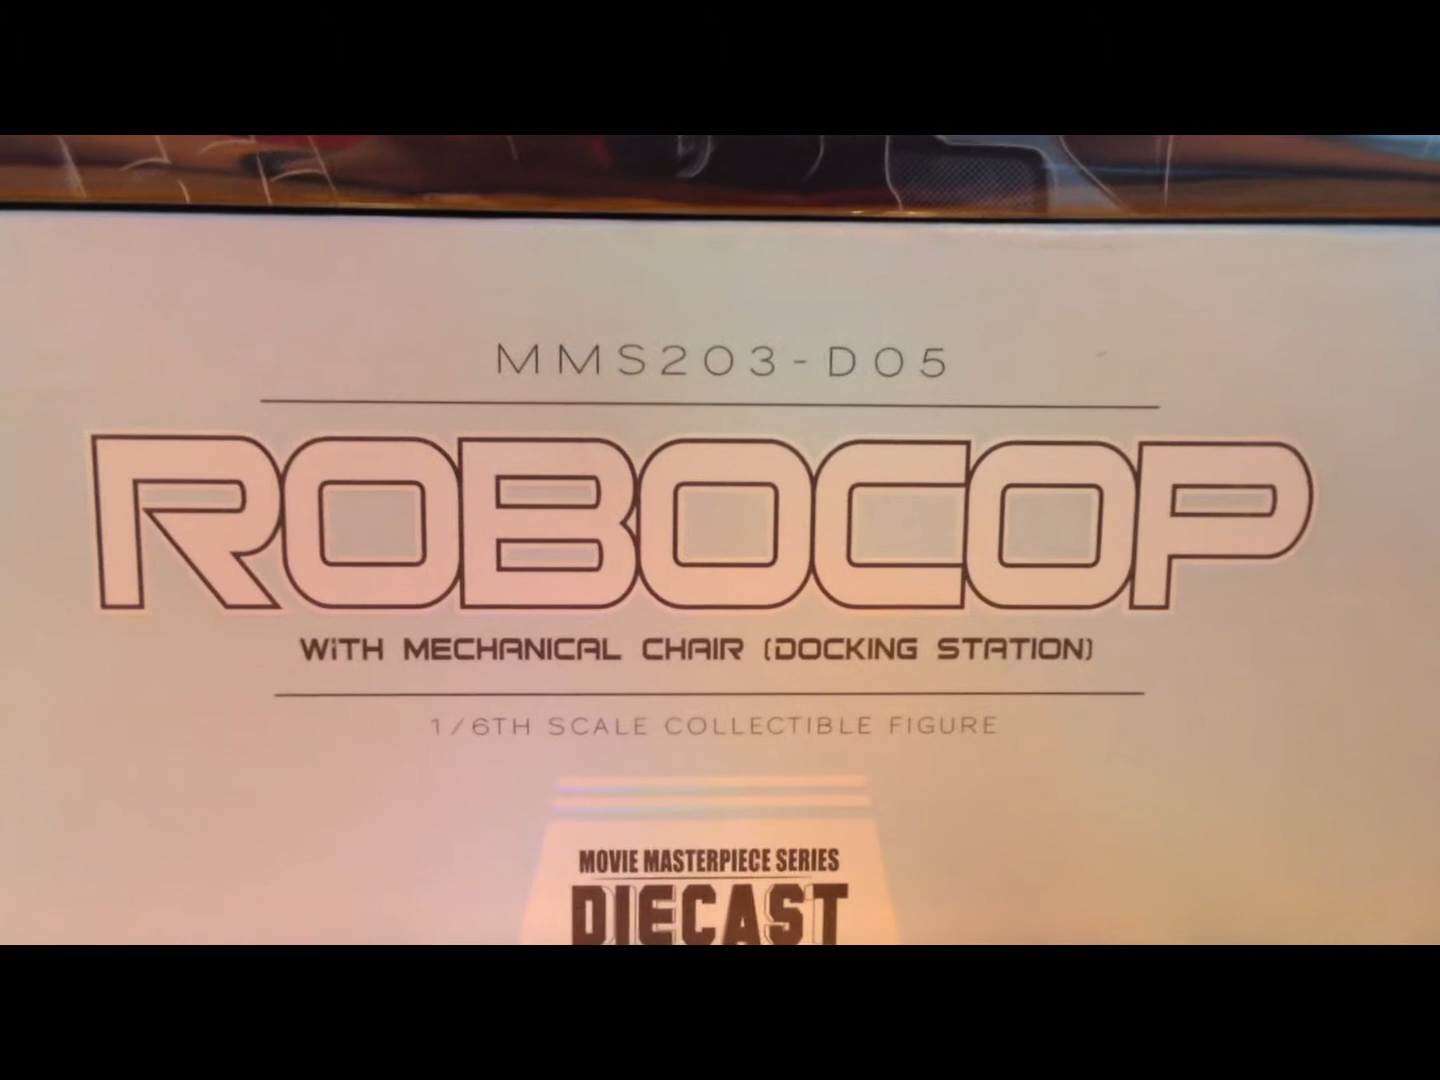 MMS203-D05
ROBOCOP
WITH MECHANICAL CHAIR (DOCKING STATION)
1/6TH SCALE COLLECTIBLE FIGURE
MOVIE MASTERPIECE SERIES
DIECAST